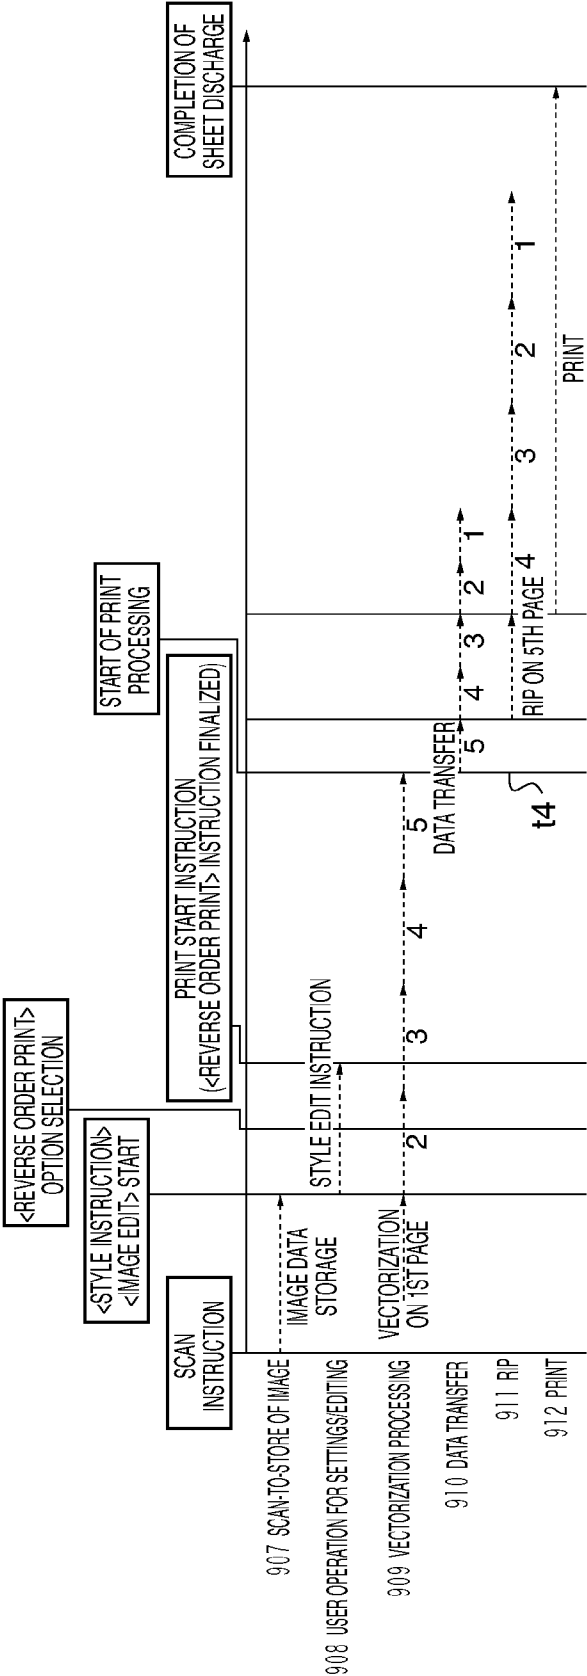 <REVERSE ORDER PRINT>
OPTION SELECTION
<STYLE INSTRUCTION>
<IMAGE EDIT> START
START OF PRINT
PROCESSING
SCAN
INSTRUCTION
PRINT START INSTRUCTION
(<REVERSE ORDER PRINT> INSTRUCTION FINALIZED)
COMPLETION OF
SHEET DISCHARGE
907 SCAN-TO-STORE OF IMAGE
IMAGE DATA
STORAGE
908 USER OPERATION FOR SETTINGS/EDITING
STYLE EDIT INSTRUCTION
909 VECTORIZATION PROCESSING
VECTORIZATION
ON 1ST PAGE
2 3 4 5
910 DATA TRANSFER
DATA TRANSFER
5 4 3 2 1
911 RIP
RIP ON 5TH PAGE
4 3 2 1
t4
912 PRINT
PRINT